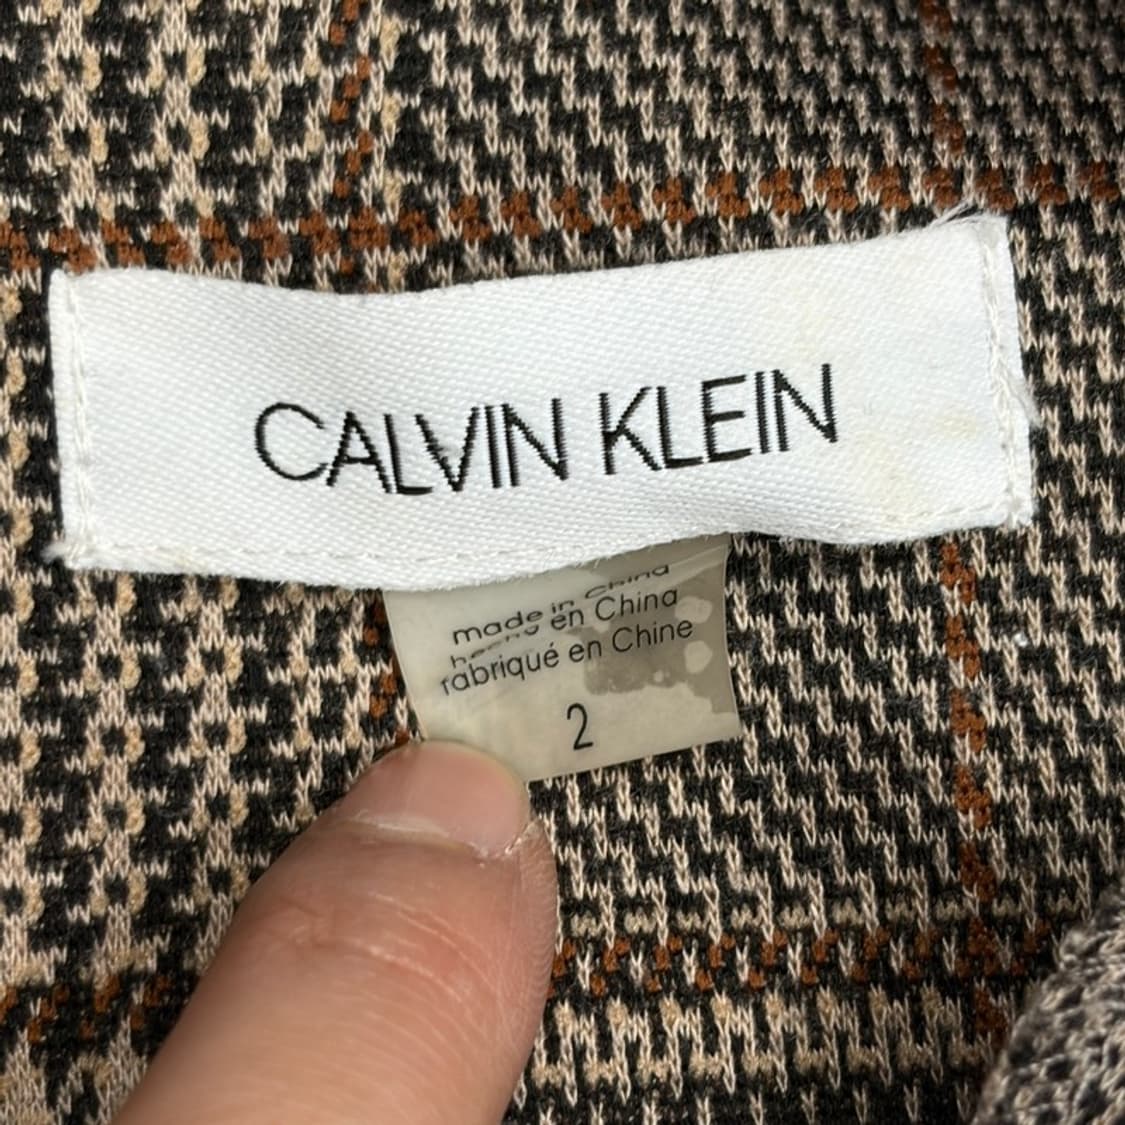 CALVIN KLEIN
made in China
hecho en China
fabriqué en Chine
2